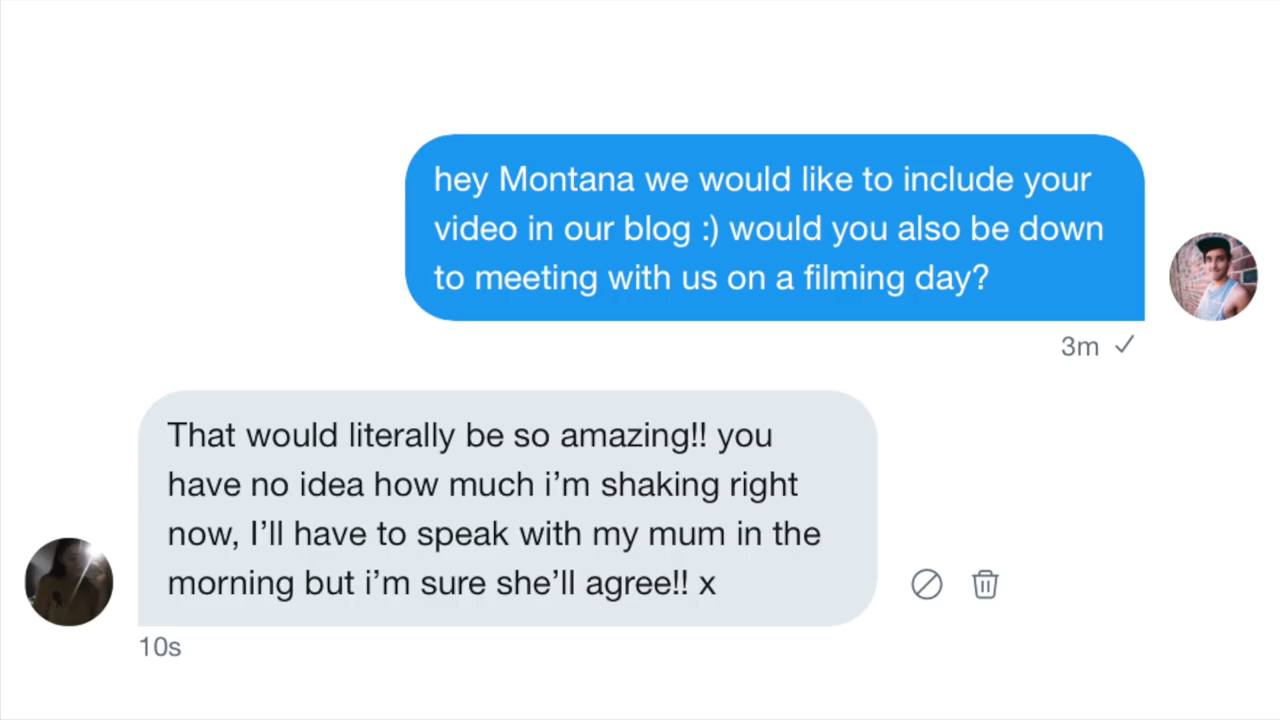 hey Montana we would like to include your
video in our blog :) would you also be down
to meeting with us on a filming day?
3m
That would literally be so amazing!! you
have no idea how much i’m shaking right
now, I’ll have to speak with my mum in the
morning but i’m sure she’ll agree!! x
10s